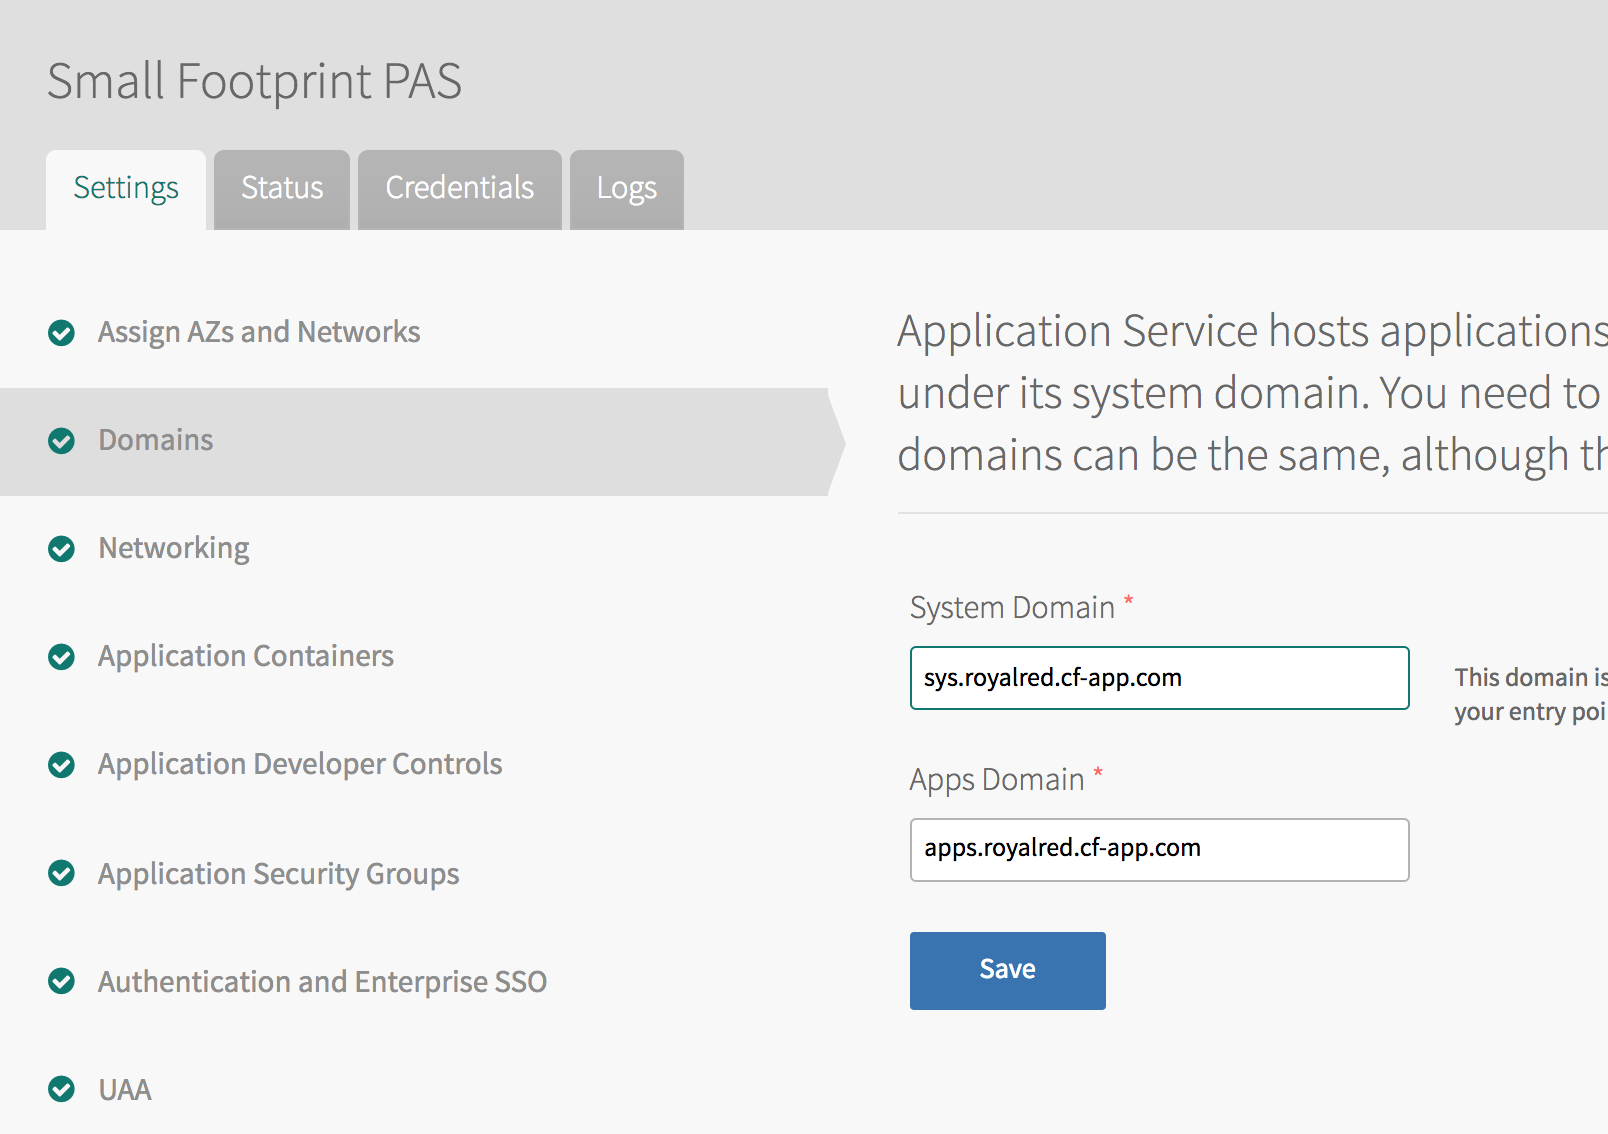 Small Footprint PAS
Settings
Status
Credentials
Logs
Assign AZs and Networks
Domains
Networking
Application Containers
Application Developer Controls
Application Security Groups
Authentication and Enterprise SSO
UAA
Application Service hosts applications
under its system domain. You need to
domains can be the same, although
System Domain *
sys.royalred.cf-app.com
This domain is
your entry
Apps Domain *
apps.royalred.cf-app.com
Save